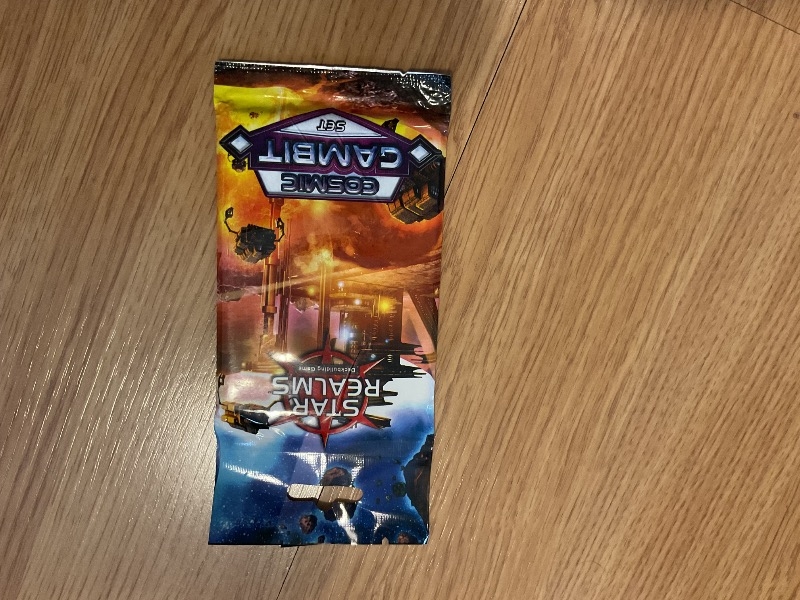 STAR
REALMS
Deckbuilding Game
COSMIC
GAMBIT
SET